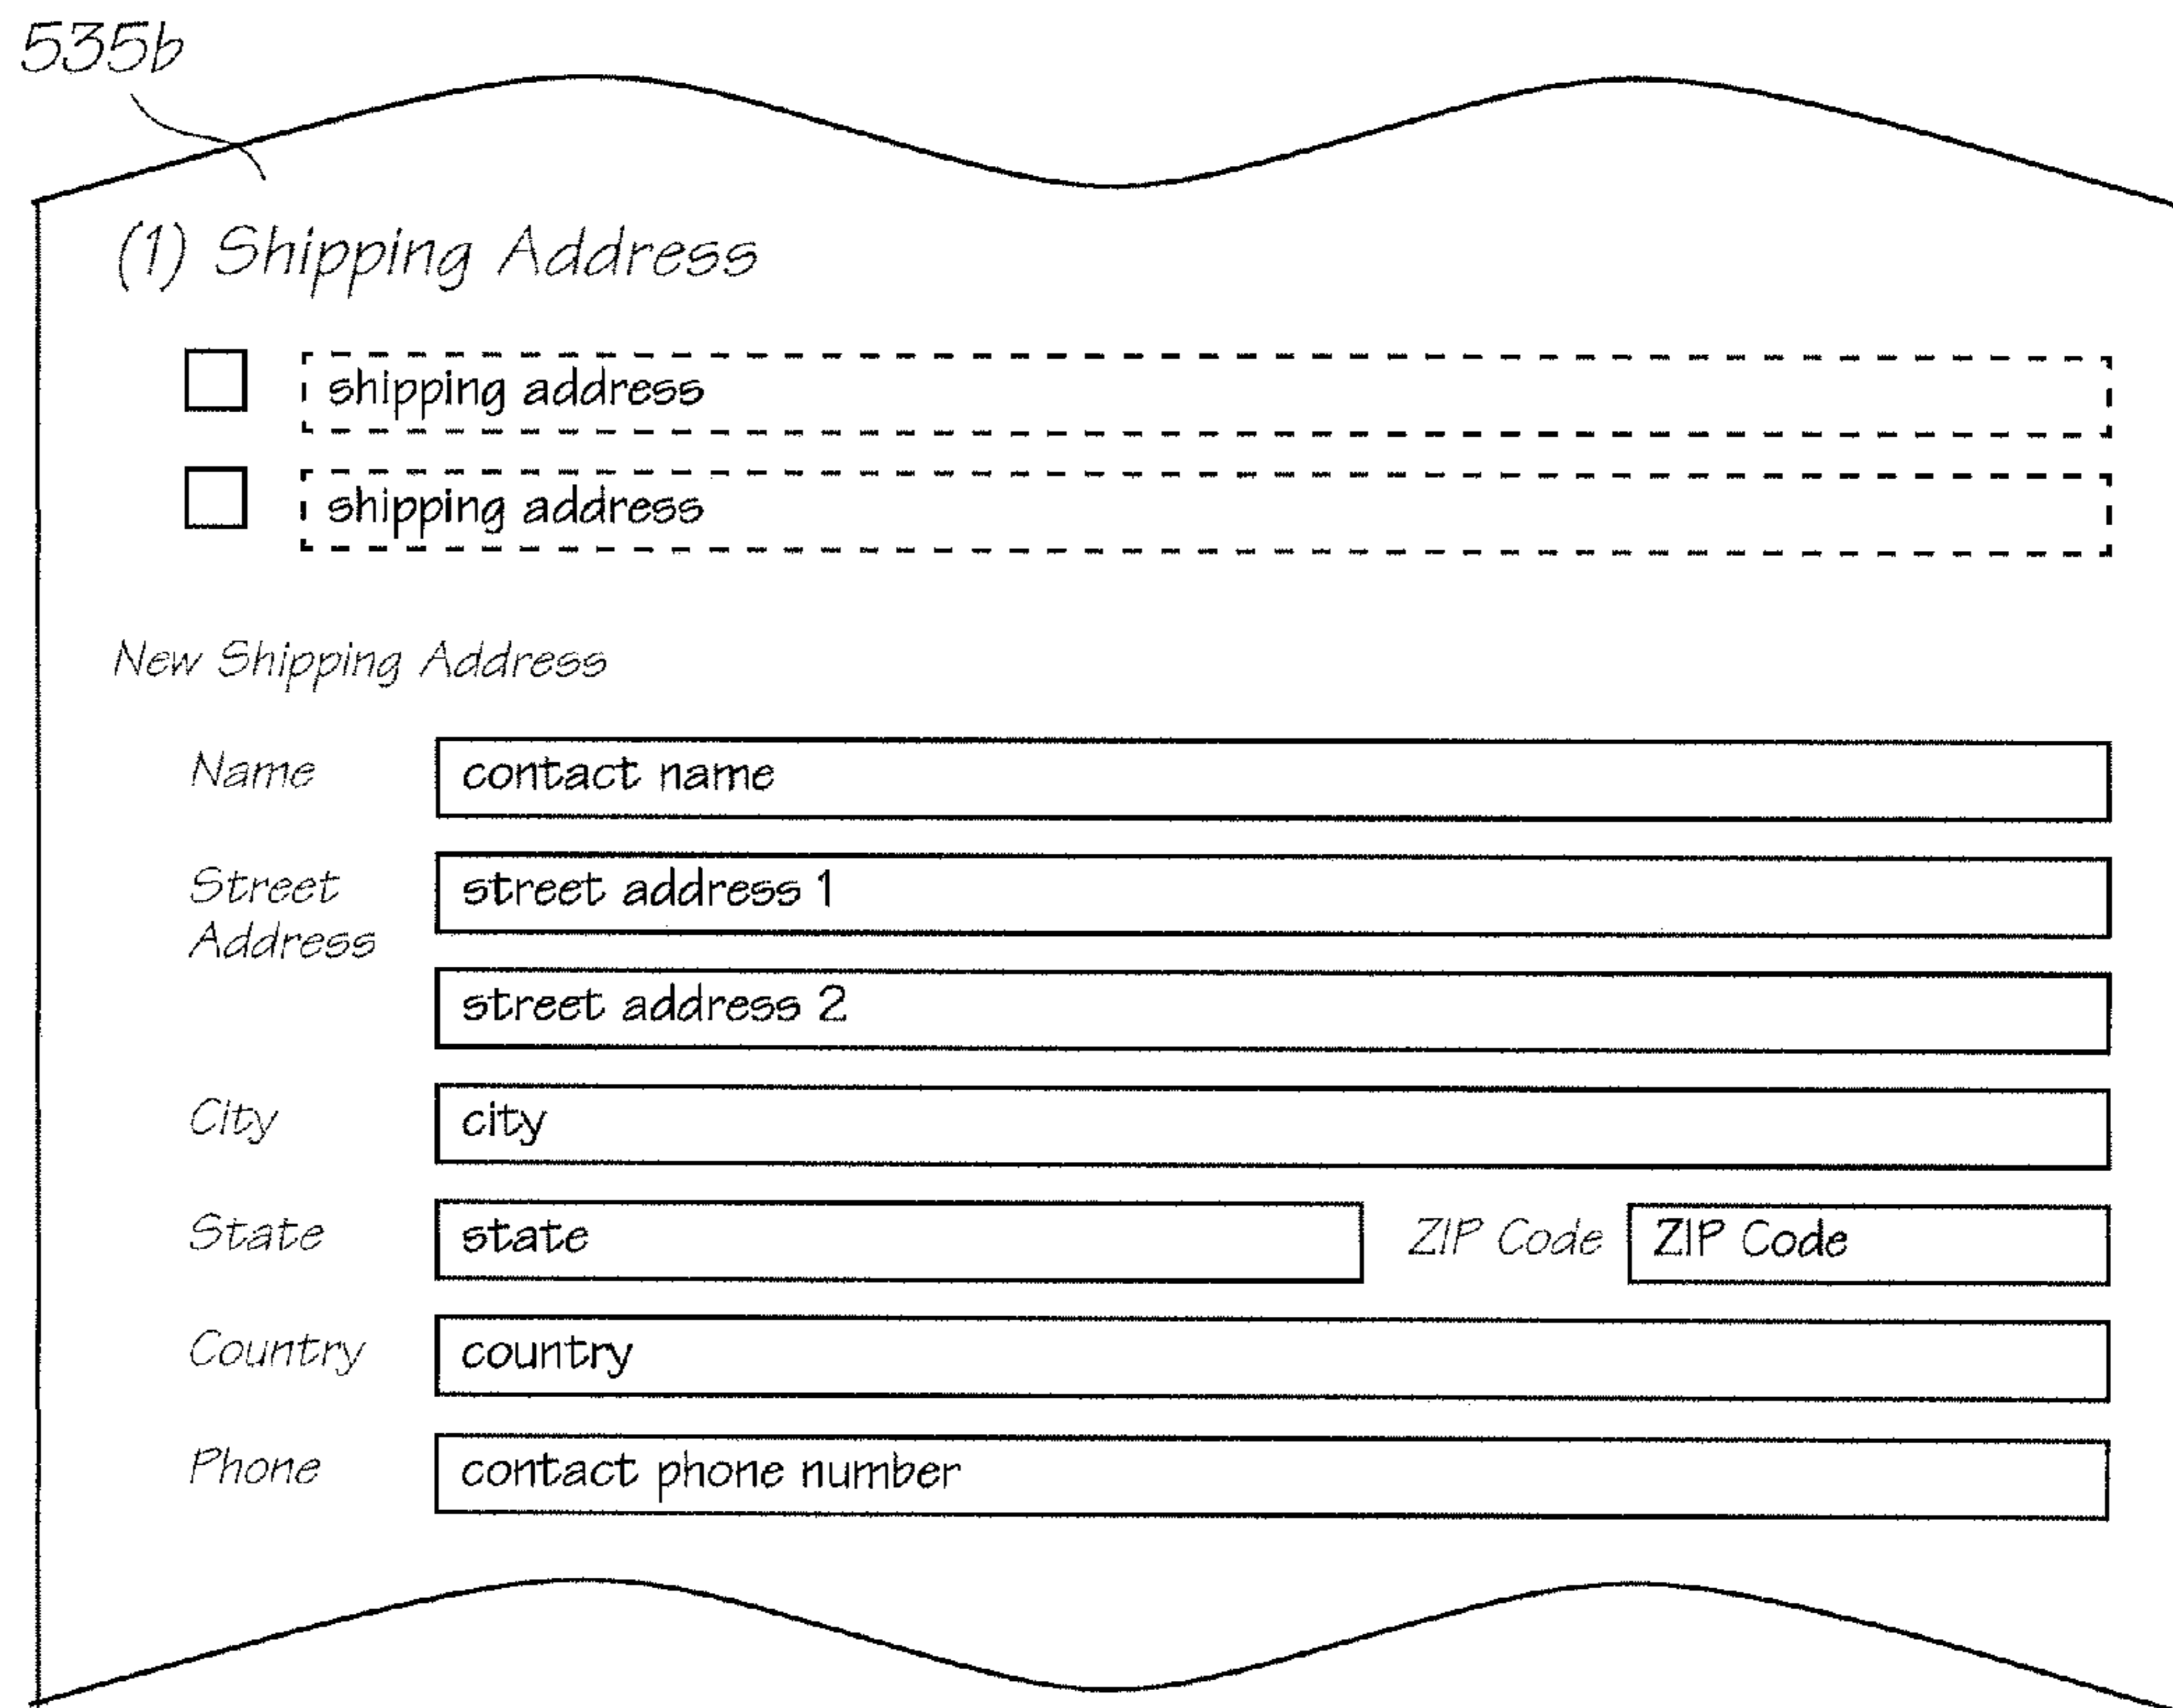 535b
(1) Shipping Address
shipping address
shipping address
New Shipping Address
Name contact name
Street street address 1
Address
street address 2
City city
State state ZIP Code ZIP Code
Country country
Phone contact phone number